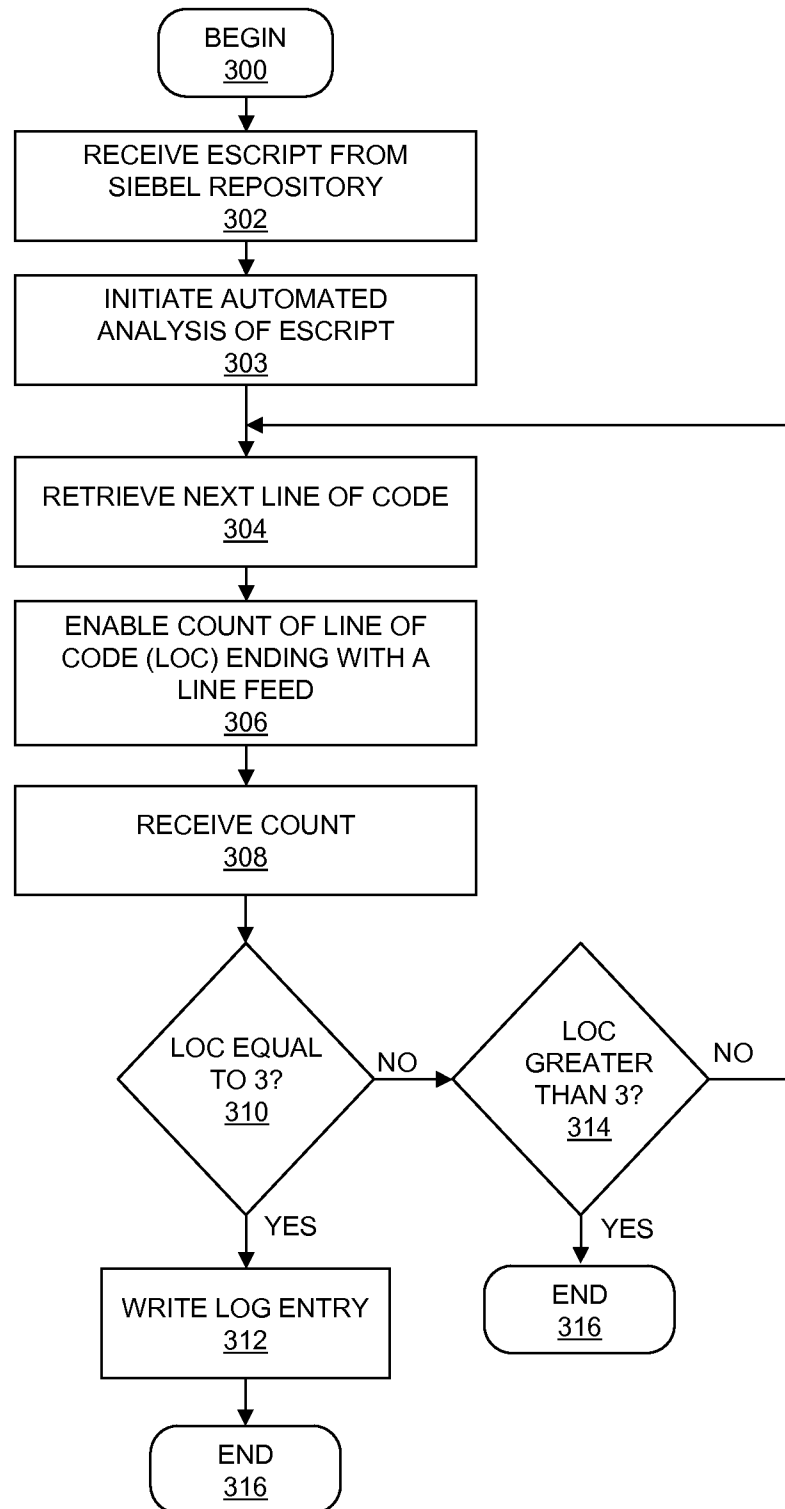 BEGIN
300
RECEIVE ESCRIPT FROM
SIEBEL REPOSITORY
302
INITIATE AUTOMATED
ANALYSIS OF ESCRIPT
303
RETRIEVE NEXT LINE OF CODE
304
ENABLE COUNT OF LINE OF
CODE (LOC) ENDING WITH A
LINE FEED
306
RECEIVE COUNT
308
LOC EQUAL
TO 3?
310
NO
LOC
GREATER
THAN 3?
314
NO
YES
YES
WRITE LOG ENTRY
312
END
316
END
316